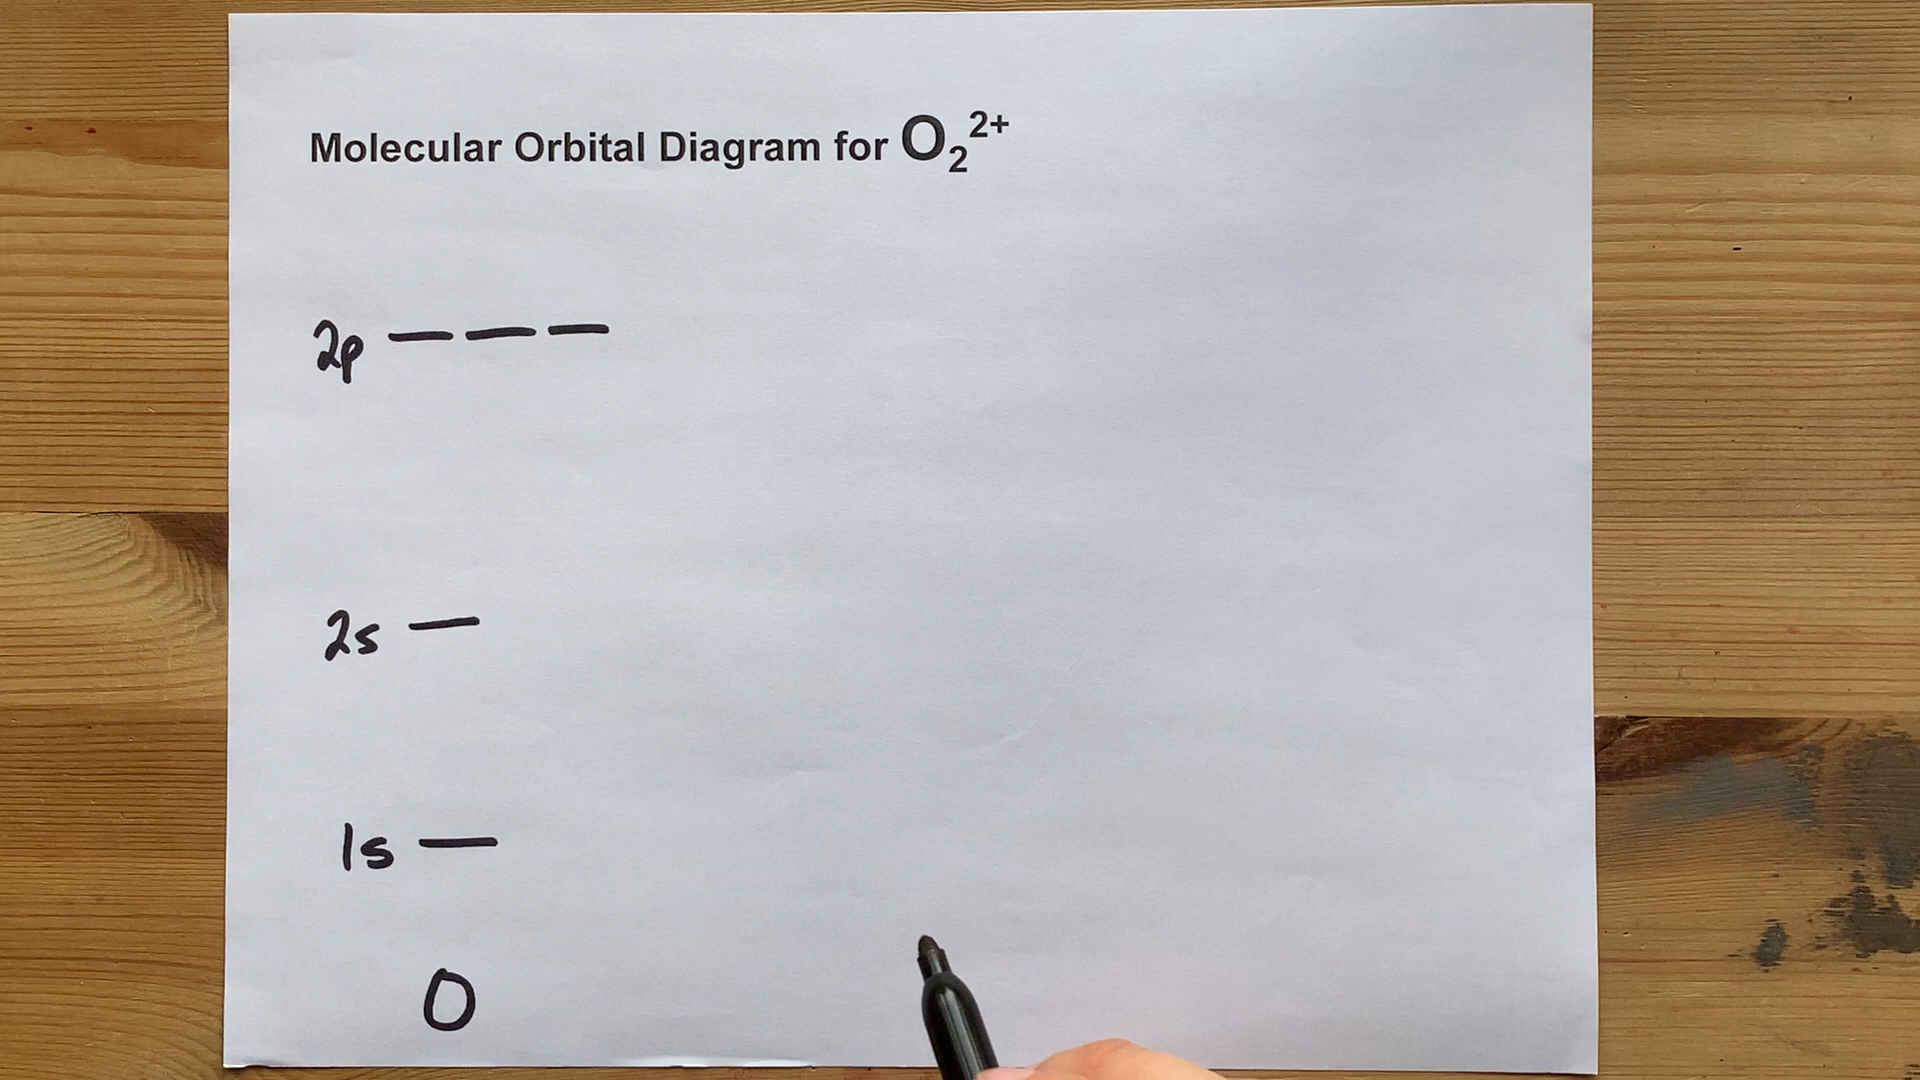 Molecular Orbital Diagram for O₂²⁺
2p
2s
1s
O